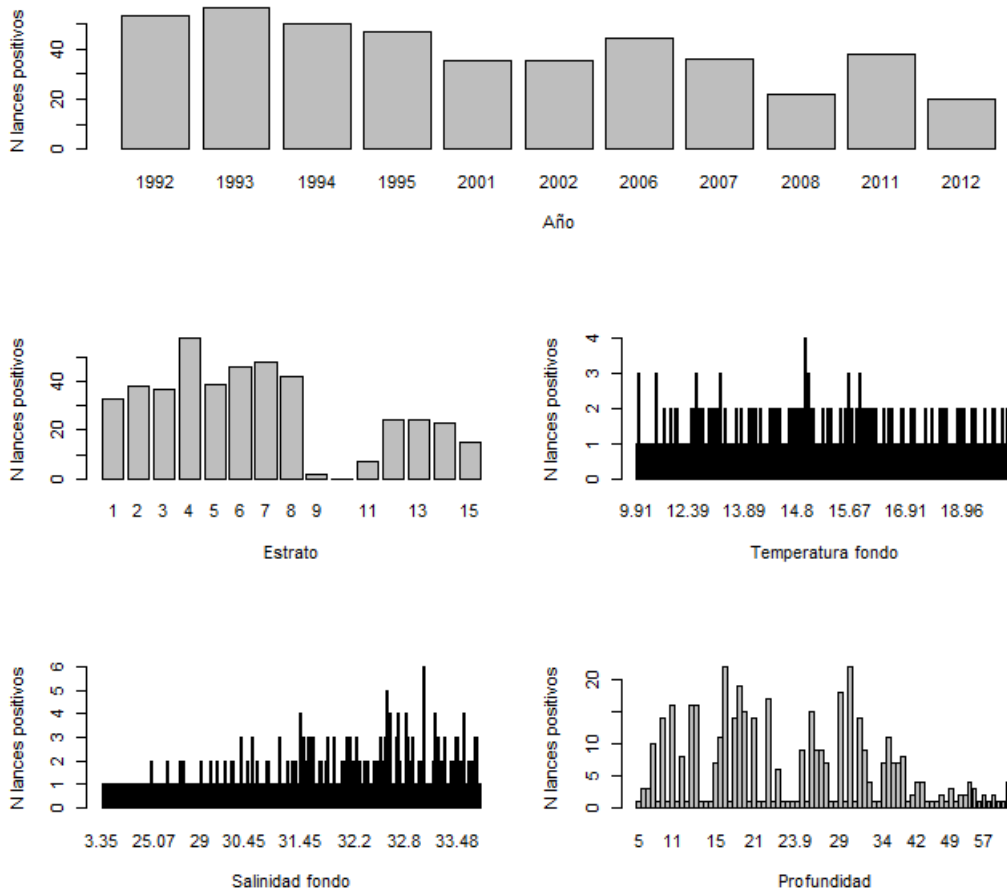 N lances positivos
40
20
0
1992 1993 1994 1995 2001 2002 2006 2007 2008 2011 2012
Año
N lances positivos
40
20
0
1 2 3 4 5 6 7 8 9 11 13 15
Estrato
N lances positivos
4
3
2
1
0
9.91 12.39 13.89 14.8 15.67 16.91 18.96
Temperatura fondo
N lances positivos
6
5
4
3
2
1
0
3.35 25.07 29 30.45 31.45 32.2 32.8 33.48
Salinidad fondo
N lances positivos
20
10
5
0
5 11 15 21 23.9 29 34 42 49 57
Profundidad